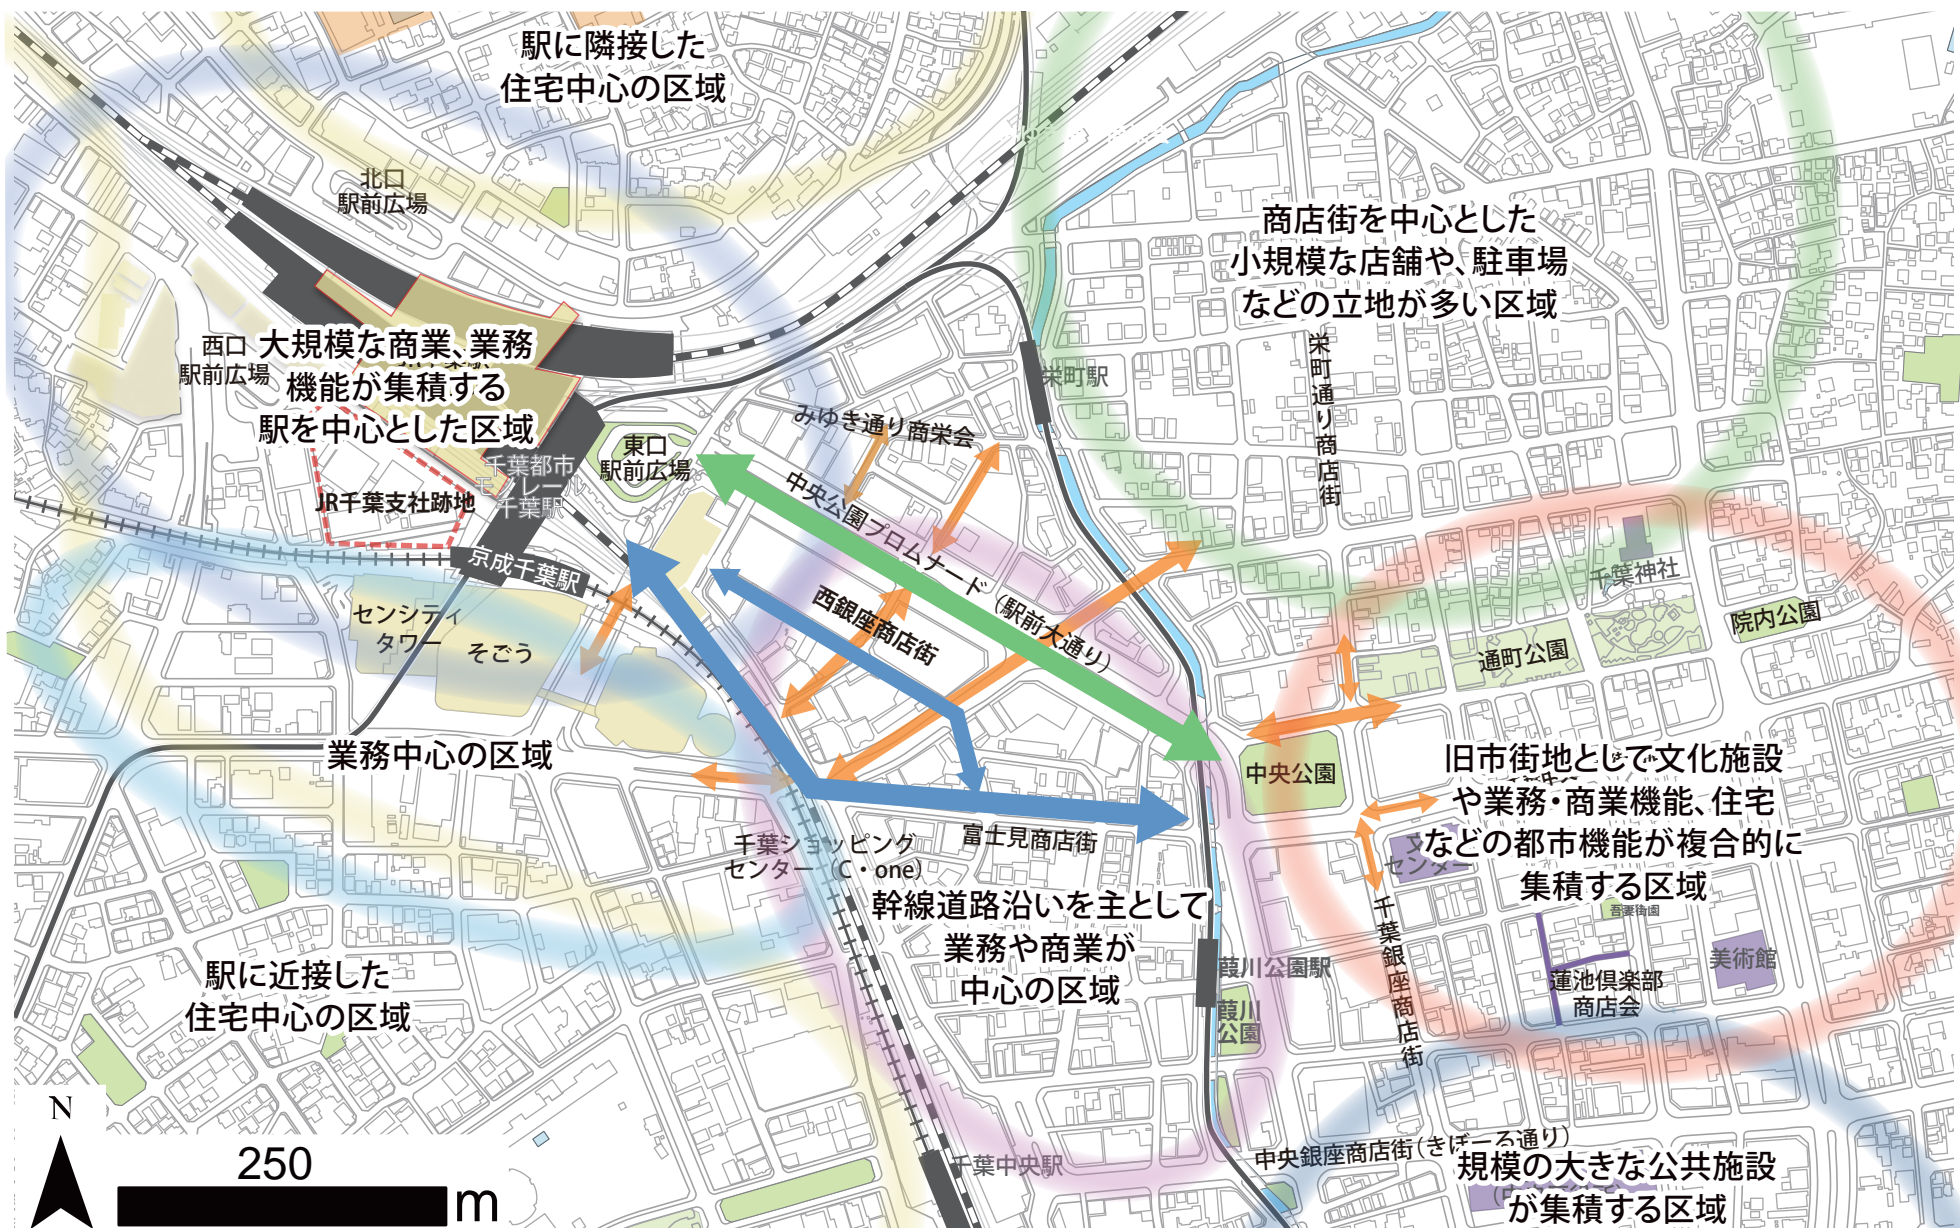 駅に隣接した
住宅中心の区域
北口
駅前広場
商店街を中心とした
小規模な店舗や、駐車場
などの立地が多い区域
西口
駅前広場
大規模な商業、業務
機能が集積する
駅を中心とした区域
栄町駅
栄町通り商店街
みゆき通り商栄会
東口
駅前広場
千葉都市
モノレール
千葉駅
JR千葉支社跡地
中央公園プロムナード(駅前大通り)
京成千葉駅
千葉神社
院内公園
センシティ
タワー
そごう
西銀座商店街
通町公園
業務中心の区域
中央公園
旧市街地として文化施設
や業務・商業機能、住宅
などの都市機能が複合的に
集積する区域
千葉ショッピング
センター(C・one)
富士見商店街
センター
吾妻街園
幹線道路沿いを主として
業務や商業が
中心の区域
千葉銀座商店街
美術館
駅に近接した
住宅中心の区域
葭川公園駅
葭川
公園
蓮池倶楽部
商店会
中央銀座商店街(きぼーる通り)
千葉中央駅
規模の大きな公共施設
が集積する区域
N
250
m